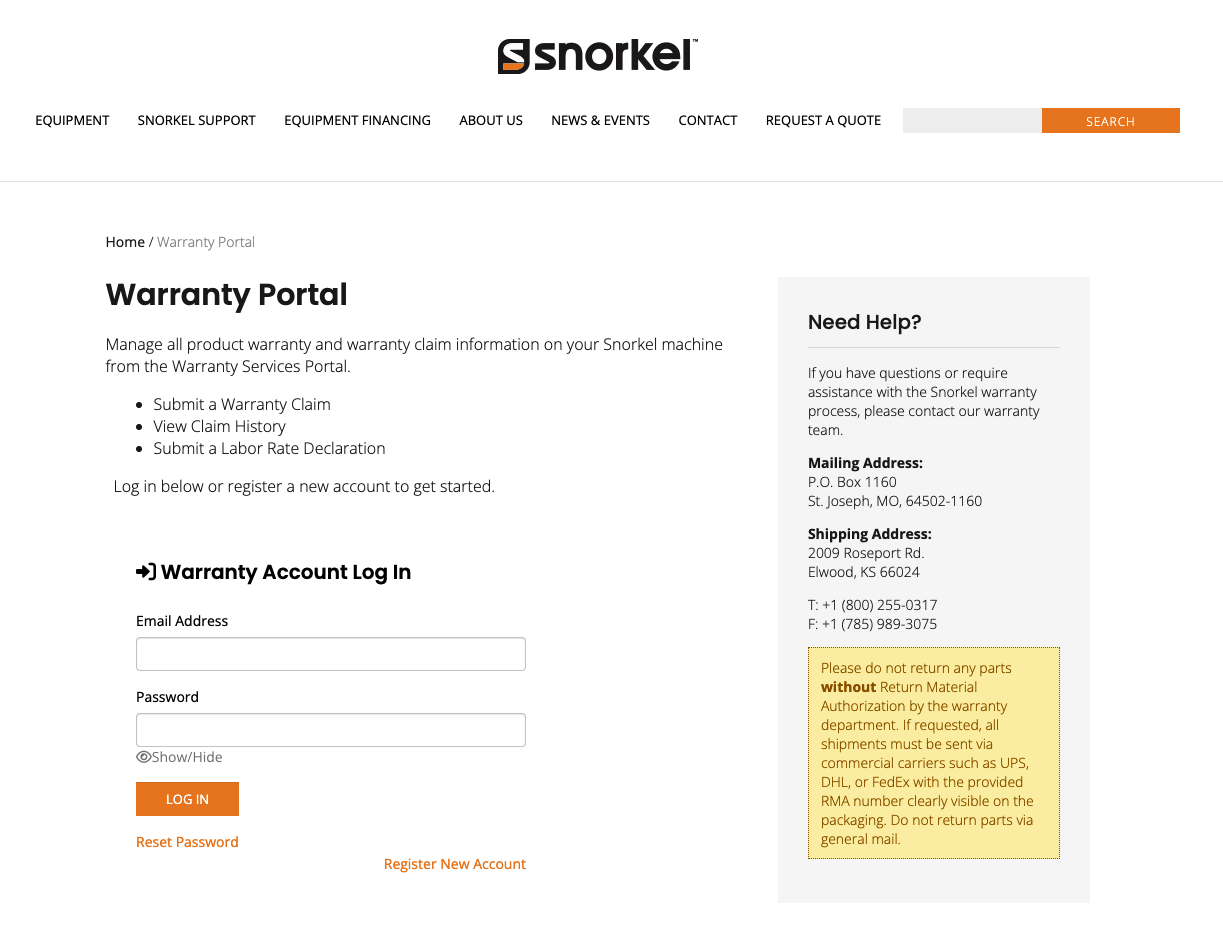 snorkel™
EQUIPMENT
SNORKEL SUPPORT
EQUIPMENT FINANCING
ABOUT US
NEWS & EVENTS
CONTACT
REQUEST A QUOTE
SEARCH
Home / Warranty Portal
Warranty Portal
Manage all product warranty and warranty claim information on your Snorkel machine
from the Warranty Services Portal.
• Submit a Warranty Claim
• View Claim History
• Submit a Labor Rate Declaration
Log in below or register a new account to get started.
Warranty Account Log In
Email Address
Password
Show/Hide
LOG IN
Reset Password
Register New Account
Need Help?
If you have questions or require
assistance with the Snorkel warranty
process, please contact our warranty
team.
Mailing Address:
P.O. Box 1160
St. Joseph, MO, 64502-1160
Shipping Address:
2009 Roseport Rd.
Elwood, KS 66024
T: +1 (800) 255-0317
F: +1 (785) 989-3075
Please do not return any parts
without Return Material
Authorization by the warranty
department. If requested, all
shipments must be sent via
commercial carriers such as UPS,
DHL, or FedEx with the provided
RMA number clearly visible on the
packaging. Do not return parts via
general mail.